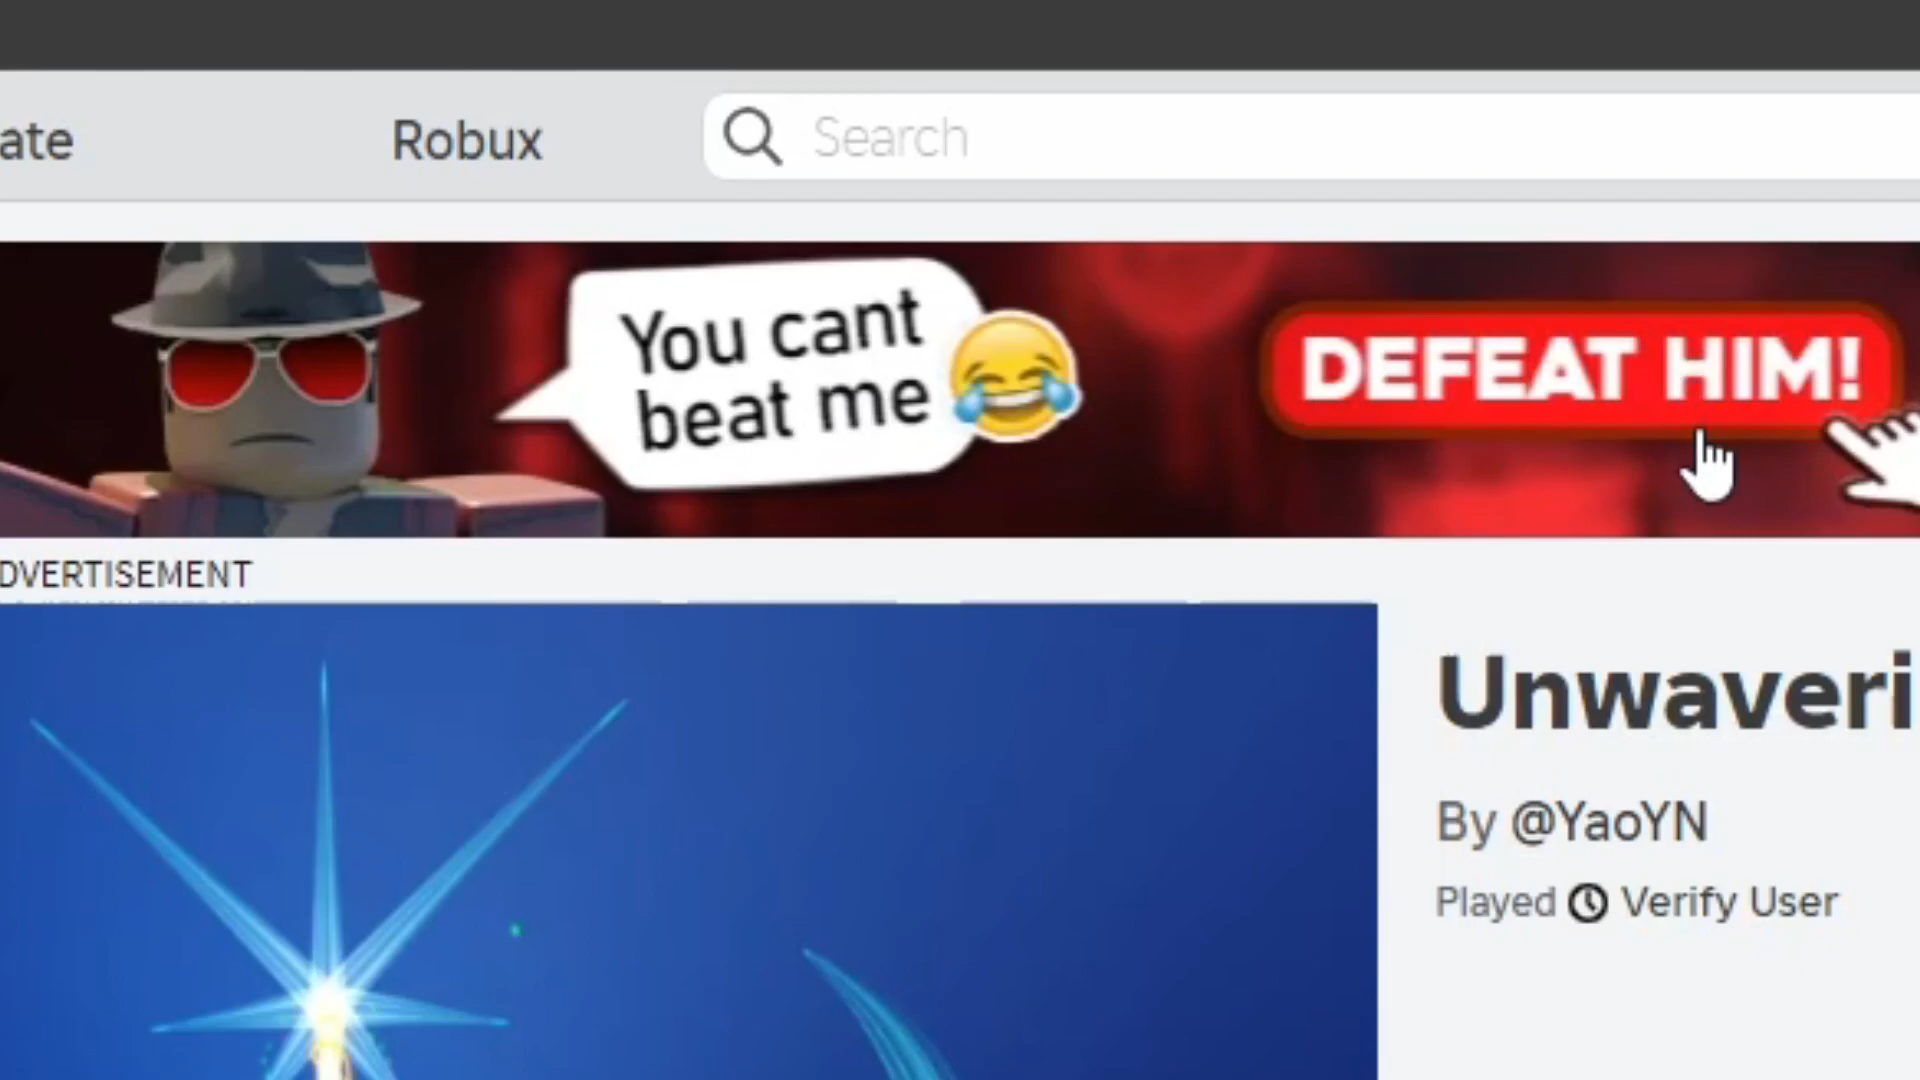 ate
Robux
Search
You cant
beat me
DEFEAT HIM!
DVERTISEMENT
Unwaveri
By @YaoYN
Played Verify User